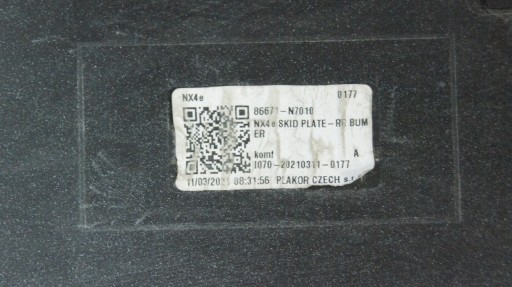 NX4e 0177
86671-N7010
NX4e SKID PLATE-RR BUM
ER
komf A
J070-20210311-0177
11/03/2021 08:31:56 PLAKOR CZECH s.r.o